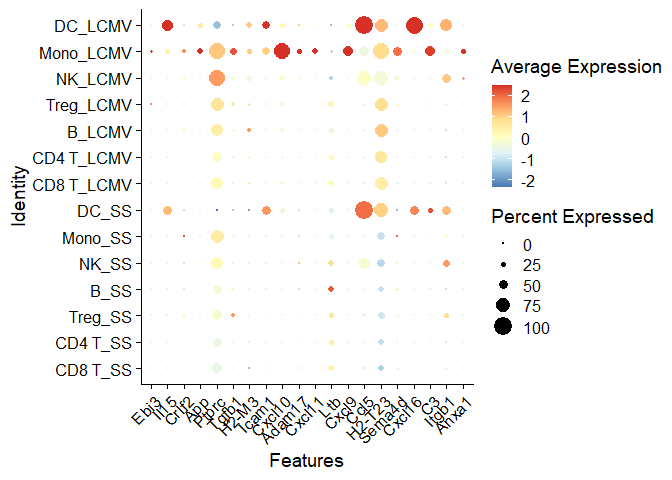 DC_LCMV
Mono_LCMV
NK_LCMV
Treg_LCMV
B_LCMV
CD4 T_LCMV
CD8 T_LCMV
DC_SS
Mono_SS
NK_SS
B_SS
Treg_SS
CD4 T_SS
CD8 T_SS
Identity
Ebi3
Il15
Crlf2
App
Ptprc
Tgfb1
H2-M3
Icam1
Cxcl10
Adam17
Cxcl11
Ltb
Cxcl9
Ccl5
H2-T23
Sema4d
Cxcl16
C3
Itgb1
Anxa1
Features
Average Expression
2
1
0
-1
-2
Percent Expressed
0
25
50
75
100